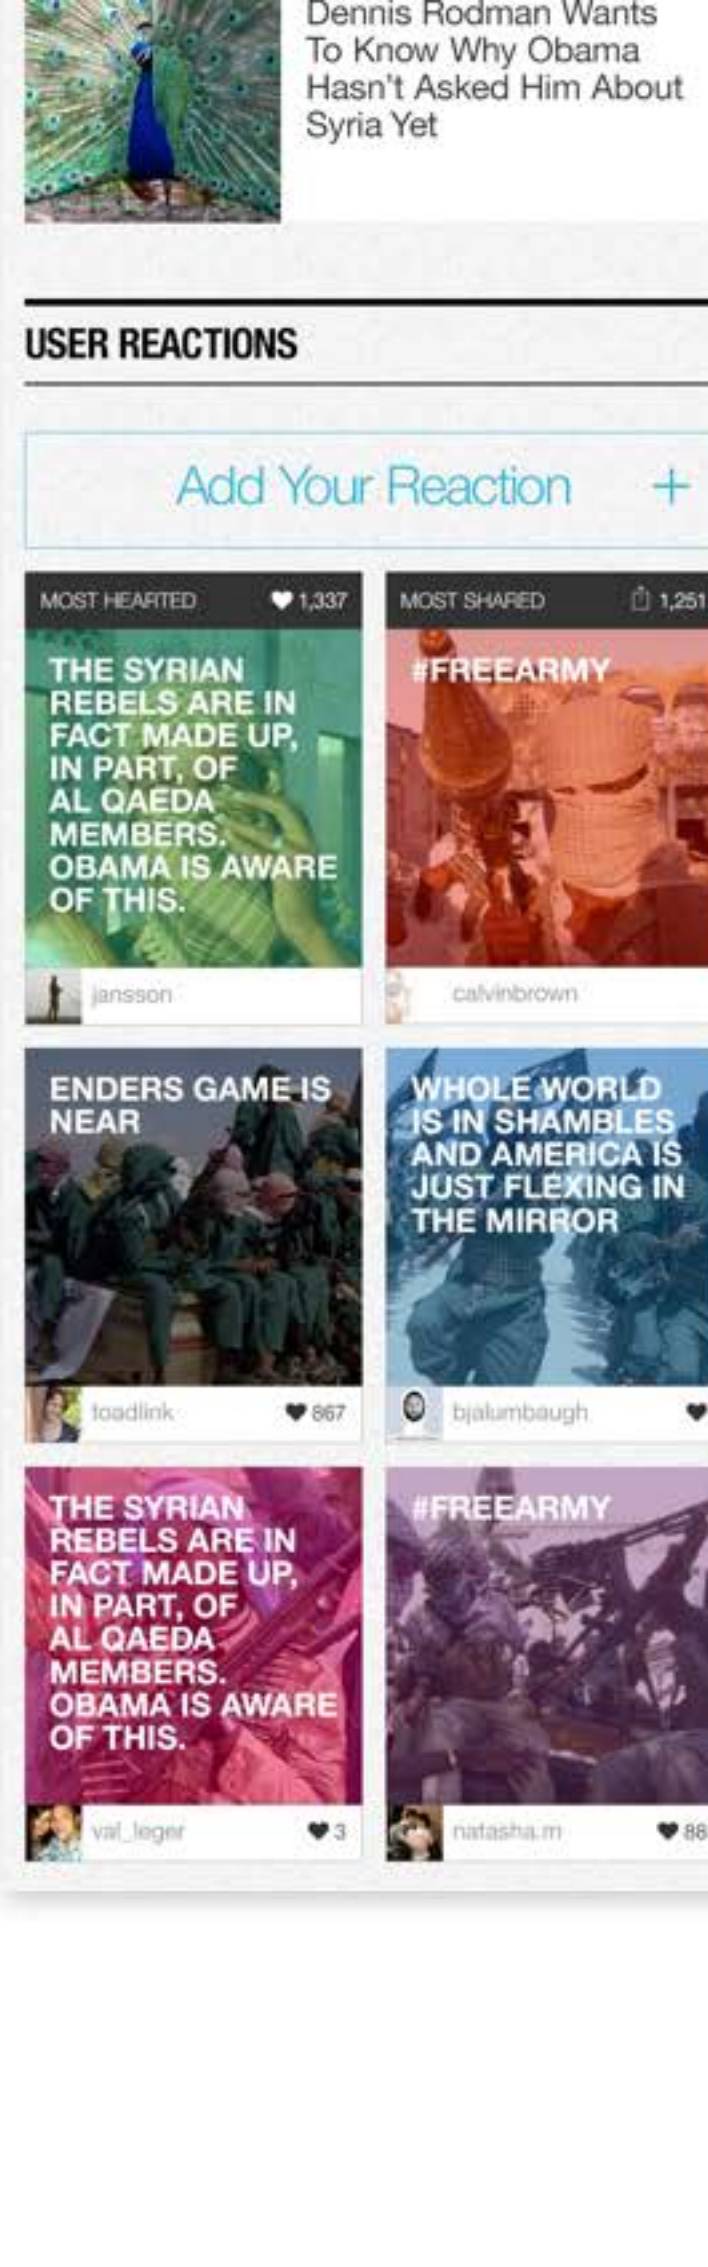 Dennis Rodman Wants
To Know Why Obama
Hasn't Asked Him About
Syria Yet
USER REACTIONS
Add Your Reaction +
MOST HEARTED 1,337
THE SYRIAN
REBELS ARE IN
FACT MADE UP,
IN PART, OF
AL QAEDA
MEMBERS.
OBAMA IS AWARE
OF THIS.
jansson
MOST SHARED 1,251
#FREEARMY
calvinbrown
ENDERS GAME IS
NEAR
toadlink 867
WHOLE WORLD
IS IN SHAMBLES
AND AMERICA IS
JUST FLEXING IN
THE MIRROR
bjalumbaugh
THE SYRIAN
REBELS ARE IN
FACT MADE UP,
IN PART, OF
AL QAEDA
MEMBERS.
OBAMA IS AWARE
OF THIS.
val_leger 3
#FREEARMY
natasha.m 88